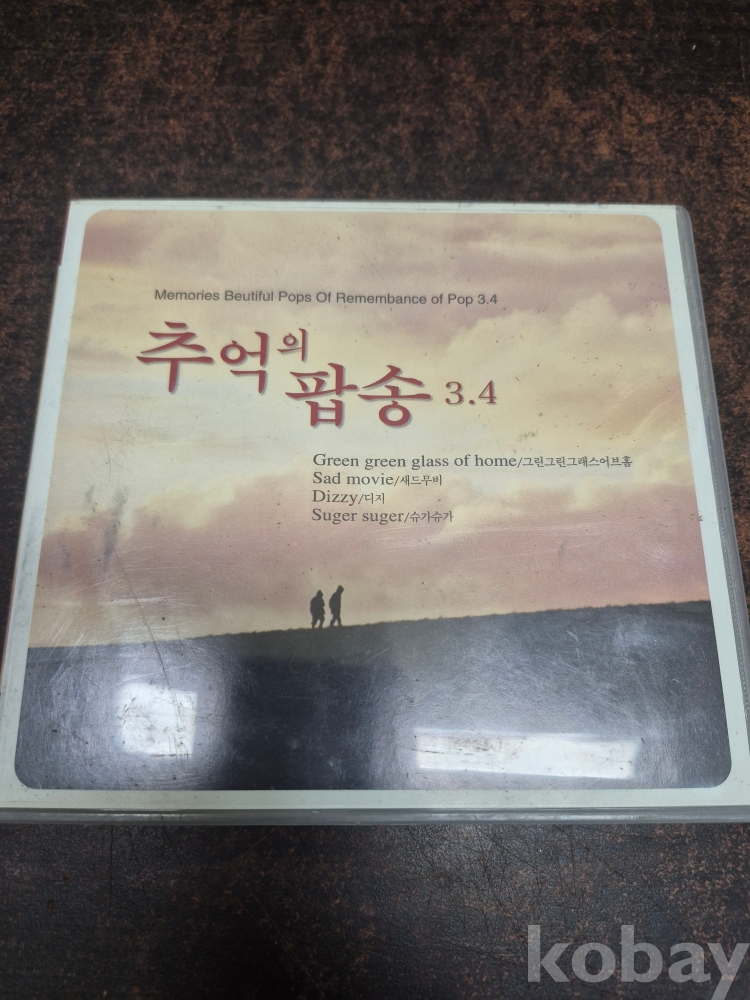 Memories Beutiful Pops Of Remembance of Pop 3.4
추억의
팝송 3.4
Green green glass of home/그린그린그래스어브홈
Sad movie/새드무비
Dizzy/디지
Suger suger/슈가슈가
kobay